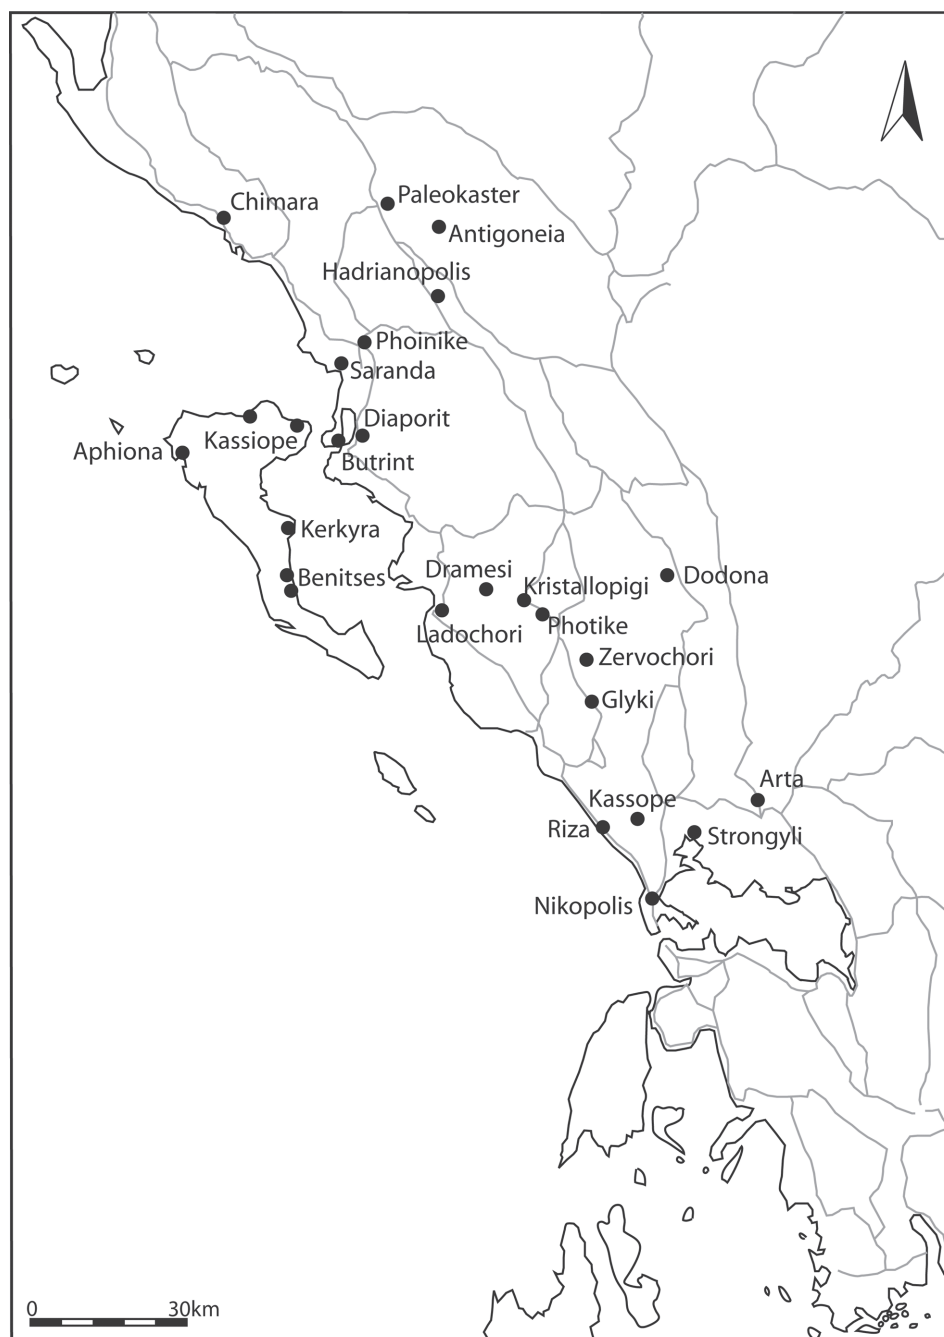 Paleokaster
Chimara
Antigoneia
Hadrianopolis
Phoinike
Saranda
Diaporit
Kassiope
Aphiona
Butrint
Kerkyra
Dramesi
Benitses
Kristallopigi
Dodona
Photike
Ladochori
Zervochori
Glyki
Arta
Kassope
Riza
Strongyli
Nikopolis
0 30km